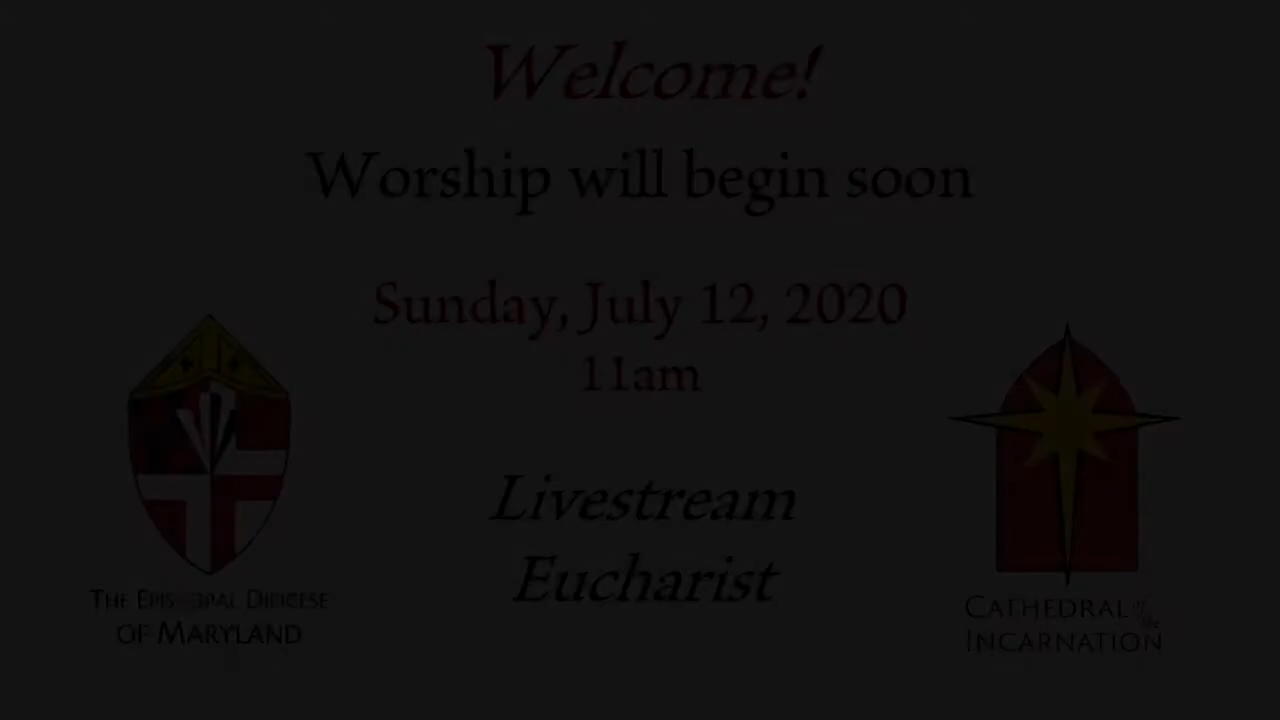 Welcome!
Worship will begin soon
Sunday, July 12, 2020
11am
Livestream
Eucharist
THE EPISCOPAL DIOCESE
OF MARYLAND
CATHEDRAL of the
INCARNATION